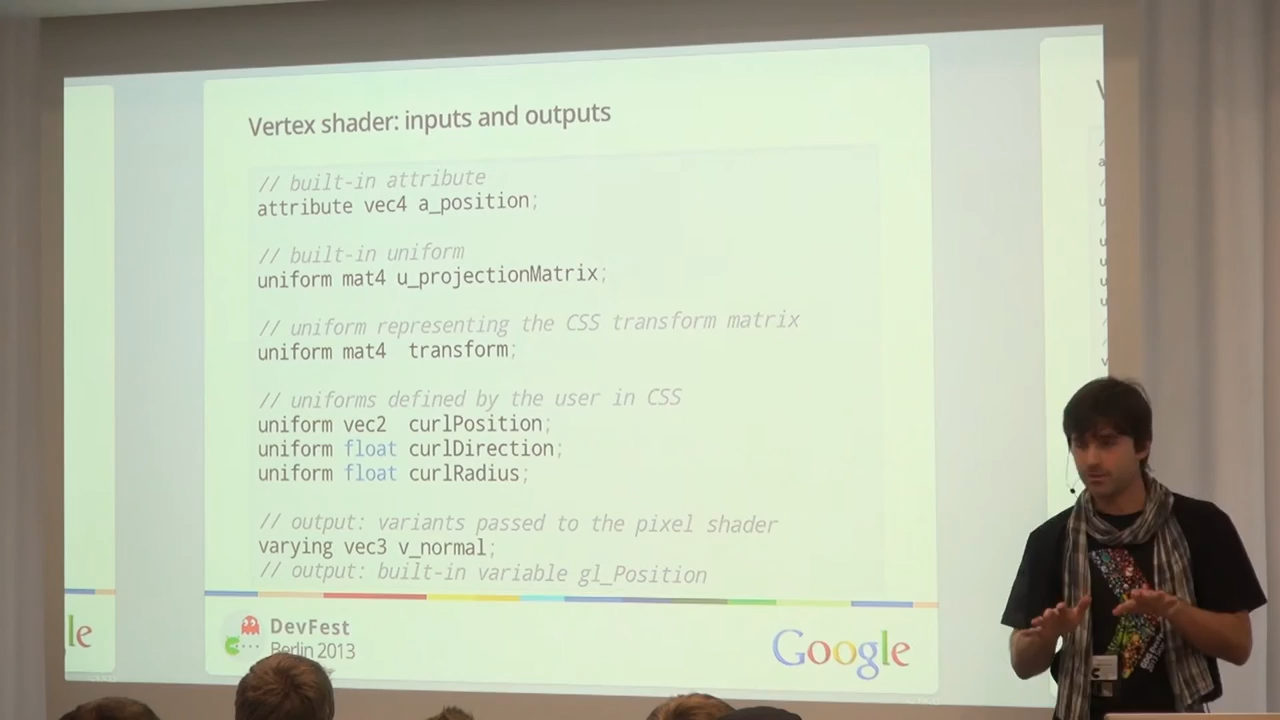 Vertex shader: inputs and outputs
// built-in attribute
attribute vec4 a_position;
// built-in uniform
uniform mat4 u_projectionMatrix;
// uniform representing the CSS transform matrix
uniform mat4  transform;
// uniforms defined by the user in CSS
uniform vec2  curlPosition;
uniform float curlDirection;
uniform float curlRadius;
// output: variants passed to the pixel shader
varying vec3 v_normal;
// output: built-in variable gl_Position
DevFest
Berlin 2013
Google
le